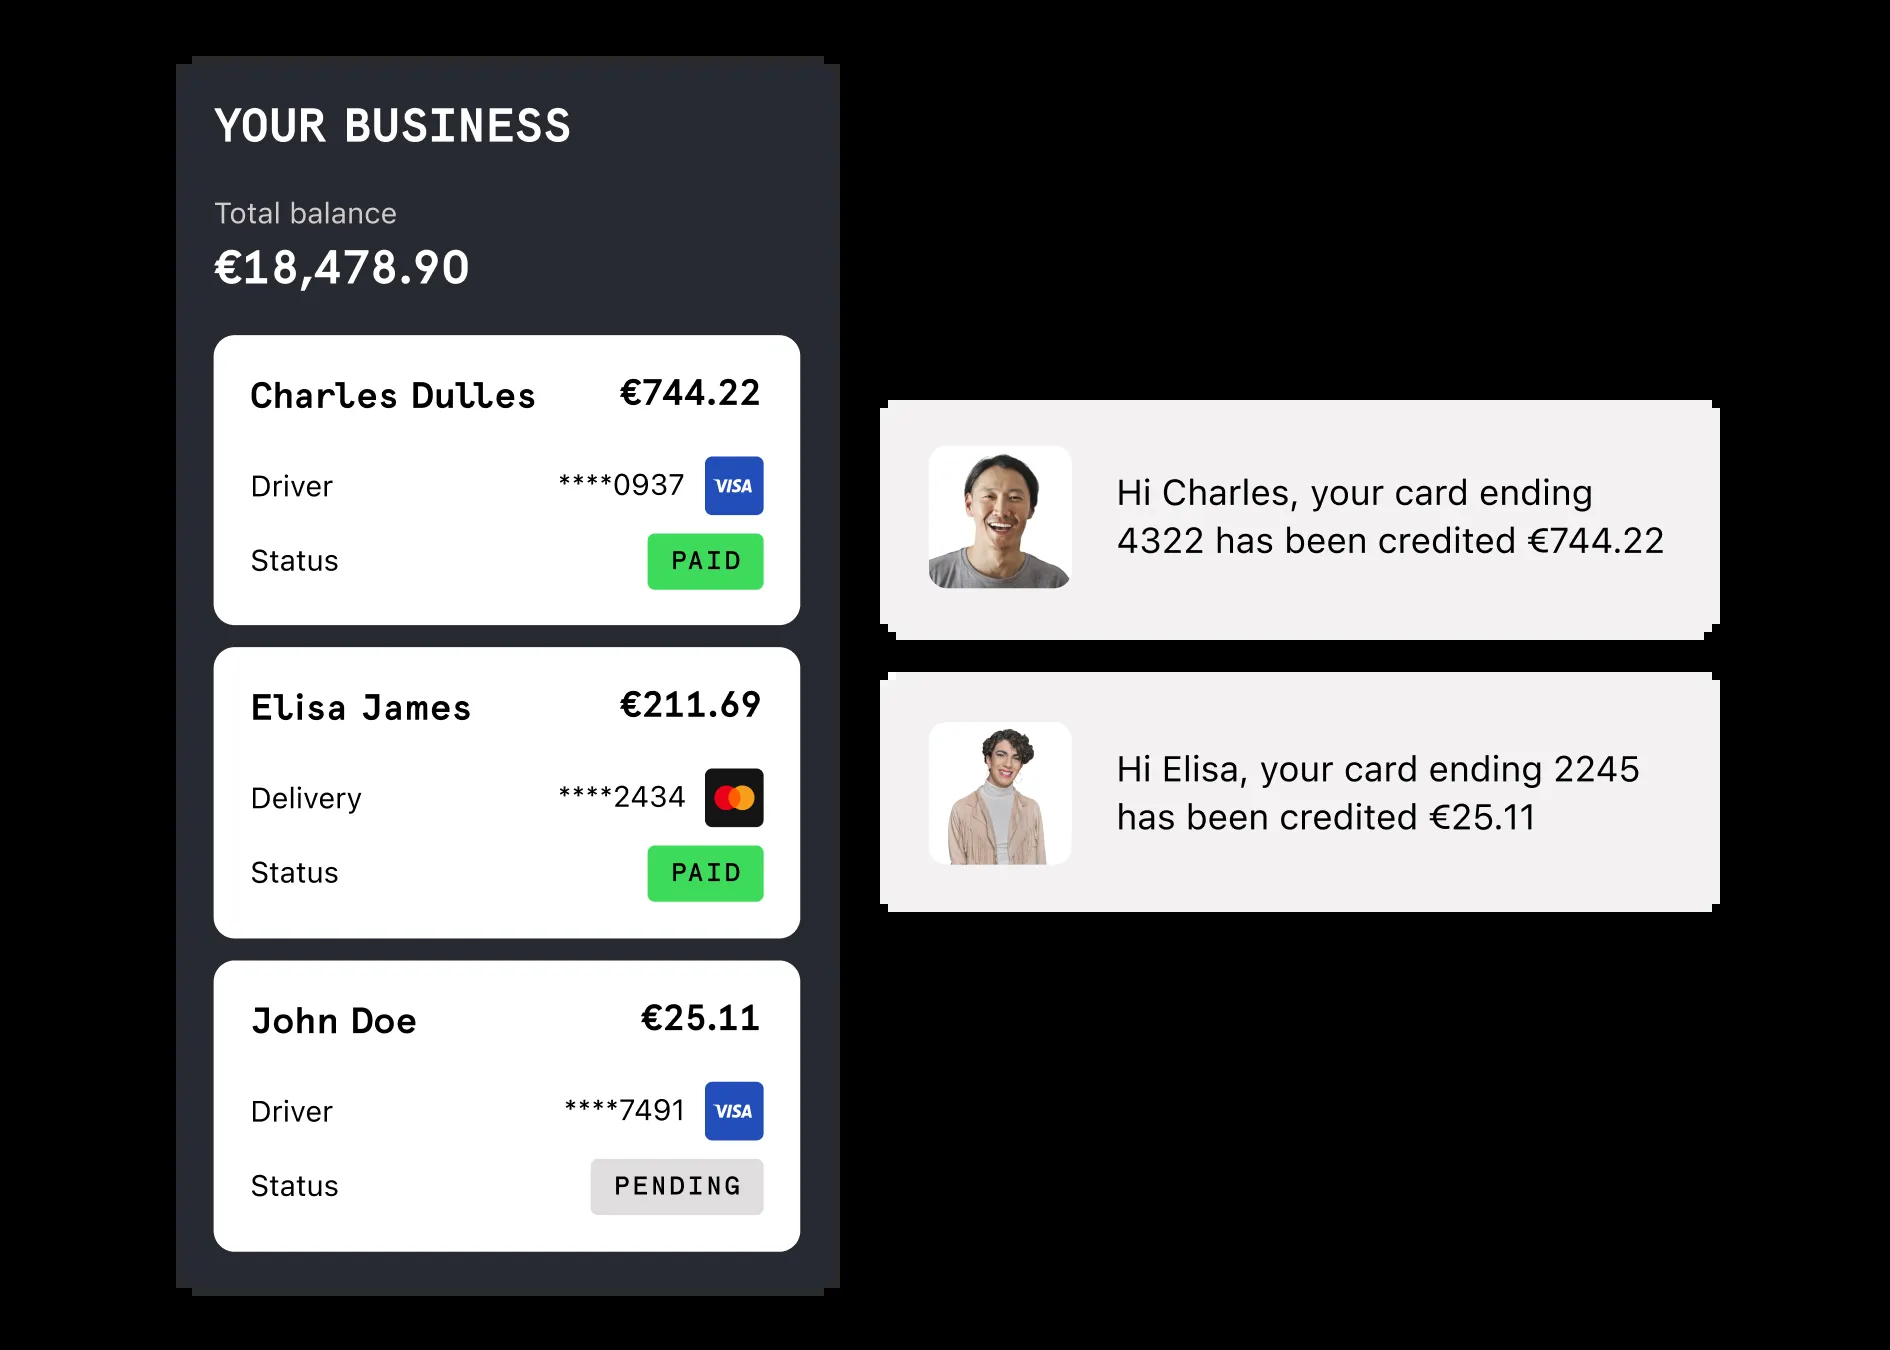 YOUR BUSINESS
Total balance
€18,478.90
Charles Dulles €744.22
Driver ****0937 VISA
Status PAID
Elisa James €211.69
Delivery ****2434
Status PAID
John Doe €25.11
Driver ****7491 VISA
Status PENDING
Hi Charles, your card ending
4322 has been credited €744.22
Hi Elisa, your card ending 2245
has been credited €25.11